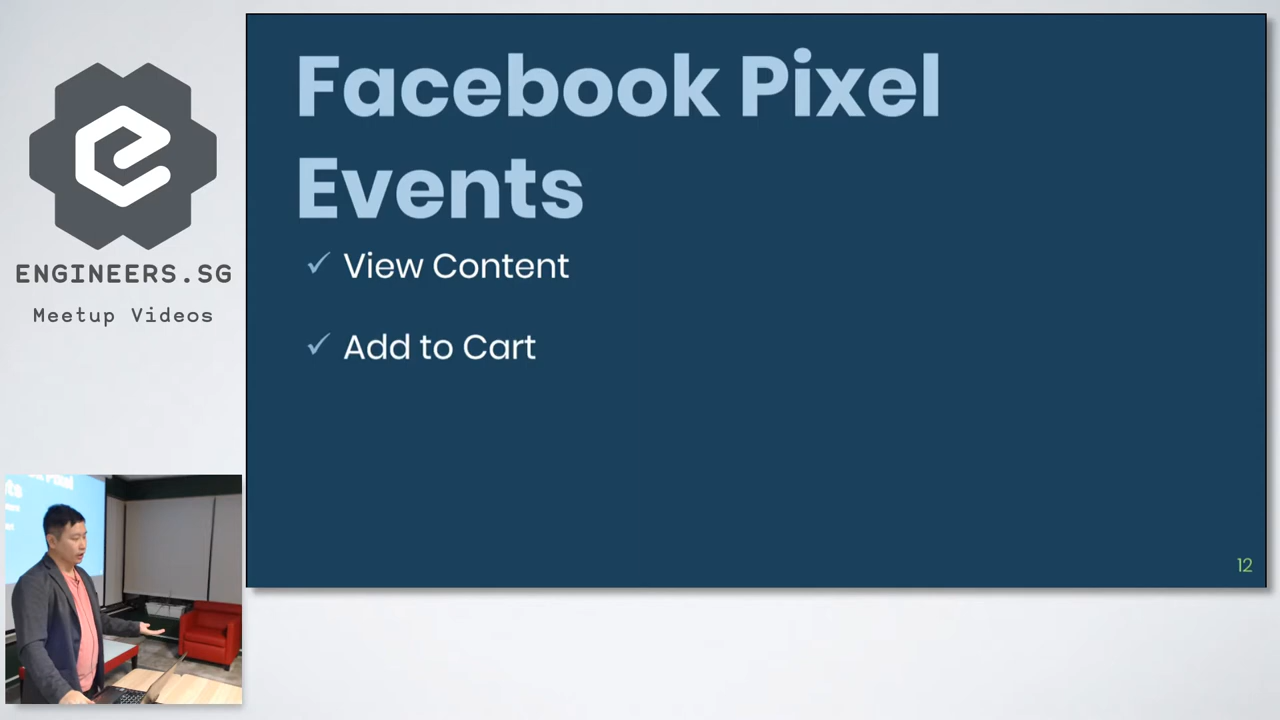 ENGINEERS.SG
Meetup Videos
Facebook Pixel
Events
✓ View Content
✓ Add to Cart
12